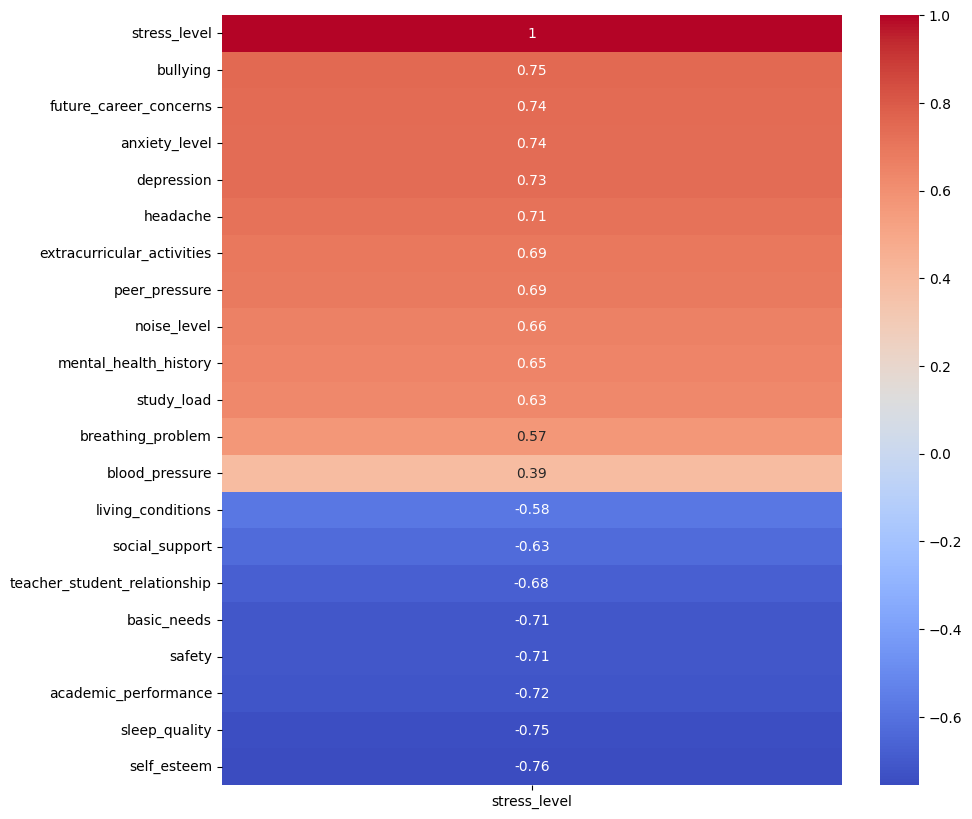 stress_level 1
bullying 0.75
future_career_concerns 0.74
anxiety_level 0.74
depression 0.73
headache 0.71
extracurricular_activities 0.69
peer_pressure 0.69
noise_level 0.66
mental_health_history 0.65
study_load 0.63
breathing_problem 0.57
blood_pressure 0.39
living_conditions -0.58
social_support -0.63
teacher_student_relationship -0.68
basic_needs -0.71
safety -0.71
academic_performance -0.72
sleep_quality -0.75
self_esteem -0.76
stress_level
1.0
0.8
0.6
0.4
0.2
0.0
−0.2
−0.4
−0.6